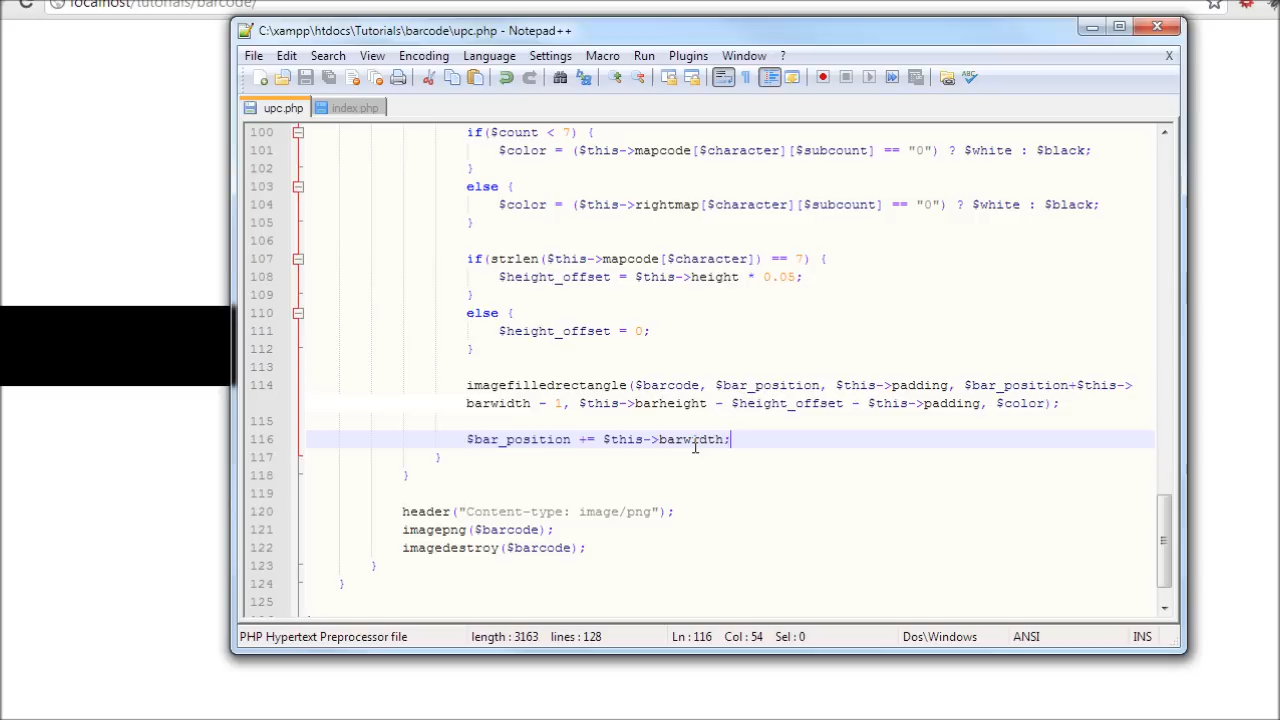 localhost/tutorials/barcode/
C:\xampp\htdocs\Tutorials\barcode\upc.php - Notepad++
File Edit Search View Encoding Language Settings Macro Run Plugins Window ? X
upc.php index.php
100 if($count < 7) {
101 $color = ($this->mapcode[$character][$subcount] == "0") ? $white : $black;
102 }
103 else {
104 $color = ($this->rightmap[$character][$subcount] == "0") ? $white : $black;
105 }
106
107 if(strlen($this->mapcode[$character]) == 7) {
108 $height_offset = $this->height * 0.05;
109 }
110 else {
111 $height_offset = 0;
112 }
113
114 imagefilledrectangle($barcode, $bar_position, $this->padding, $bar_position+$this->
barwidth - 1, $this->barheight - $height_offset - $this->padding, $color);
115
116 $bar_position += $this->barwidth;
117 }
118 }
119
120 header("Content-type: image/png");
121 imagepng($barcode);
122 imagedestroy($barcode);
123 }
124 }
125
PHP Hypertext Preprocessor file length : 3163 lines : 128 Ln : 116 Col : 54 Sel : 0 Dos\Windows ANSI INS